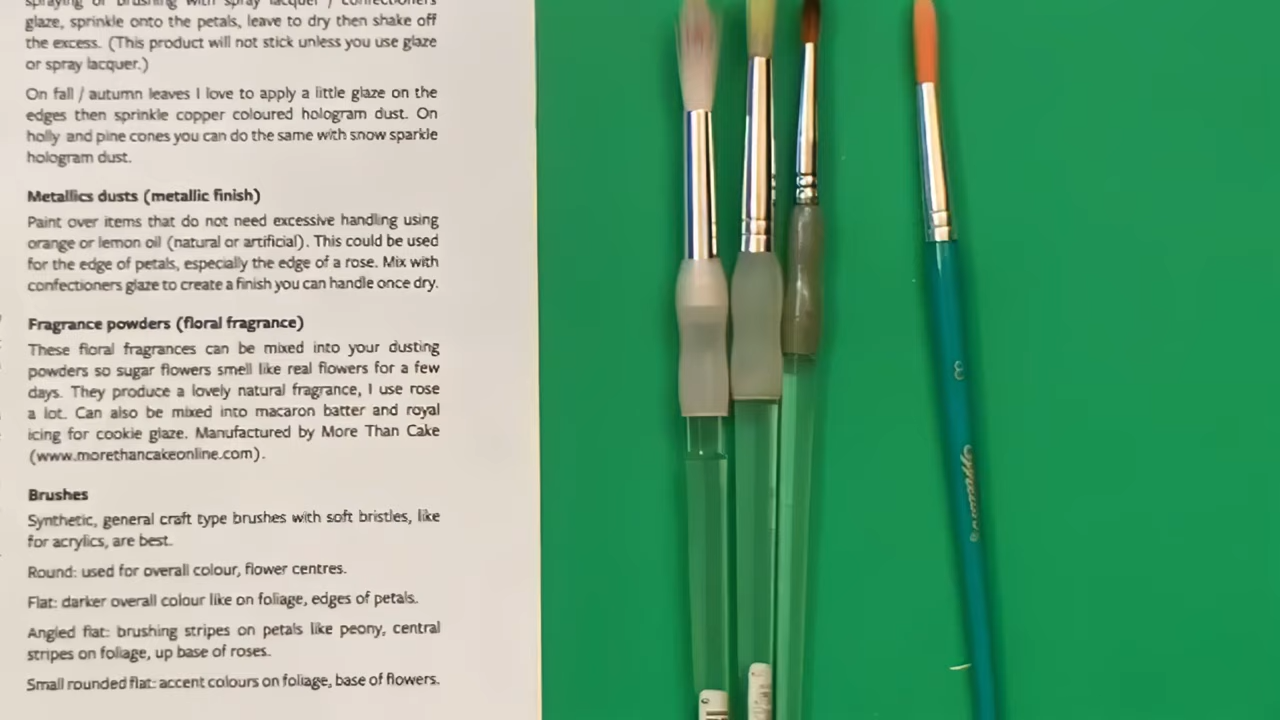 spraying or brushing with spray lacquer / confectioners
glaze, sprinkle onto the petals, leave to dry then shake off
the excess. (This product will not stick unless you use glaze
or spray lacquer.)
On fall / autumn leaves I love to apply a little glaze on the
edges then sprinkle copper coloured hologram dust. On
holly and pine cones you can do the same with snow sparkle
hologram dust.
Metallics dusts (metallic finish)
Paint over items that do not need excessive handling using
orange or lemon oil (natural or artificial). This could be used
for the edge of petals, especially the edge of a rose. Mix with
confectioners glaze to create a finish you can handle once dry.
Fragrance powders (floral fragrance)
These floral fragrances can be mixed into your dusting
powders so sugar flowers smell like real flowers for a few
days. They produce a lovely natural fragrance, I use rose
a lot. Can also be mixed into macaron batter and royal
icing for cookie glaze. Manufactured by More Than Cake
(www.morethancakeonline.com).
Brushes
Synthetic, general craft type brushes with soft bristles, like
for acrylics, are best.
Round: used for overall colour, flower centres.
Flat: darker overall colour like on foliage, edges of petals.
Angled flat: brushing stripes on petals like peony, central
stripes on foliage, up base of roses.
Small rounded flat: accent colours on foliage, base of flowers.
8